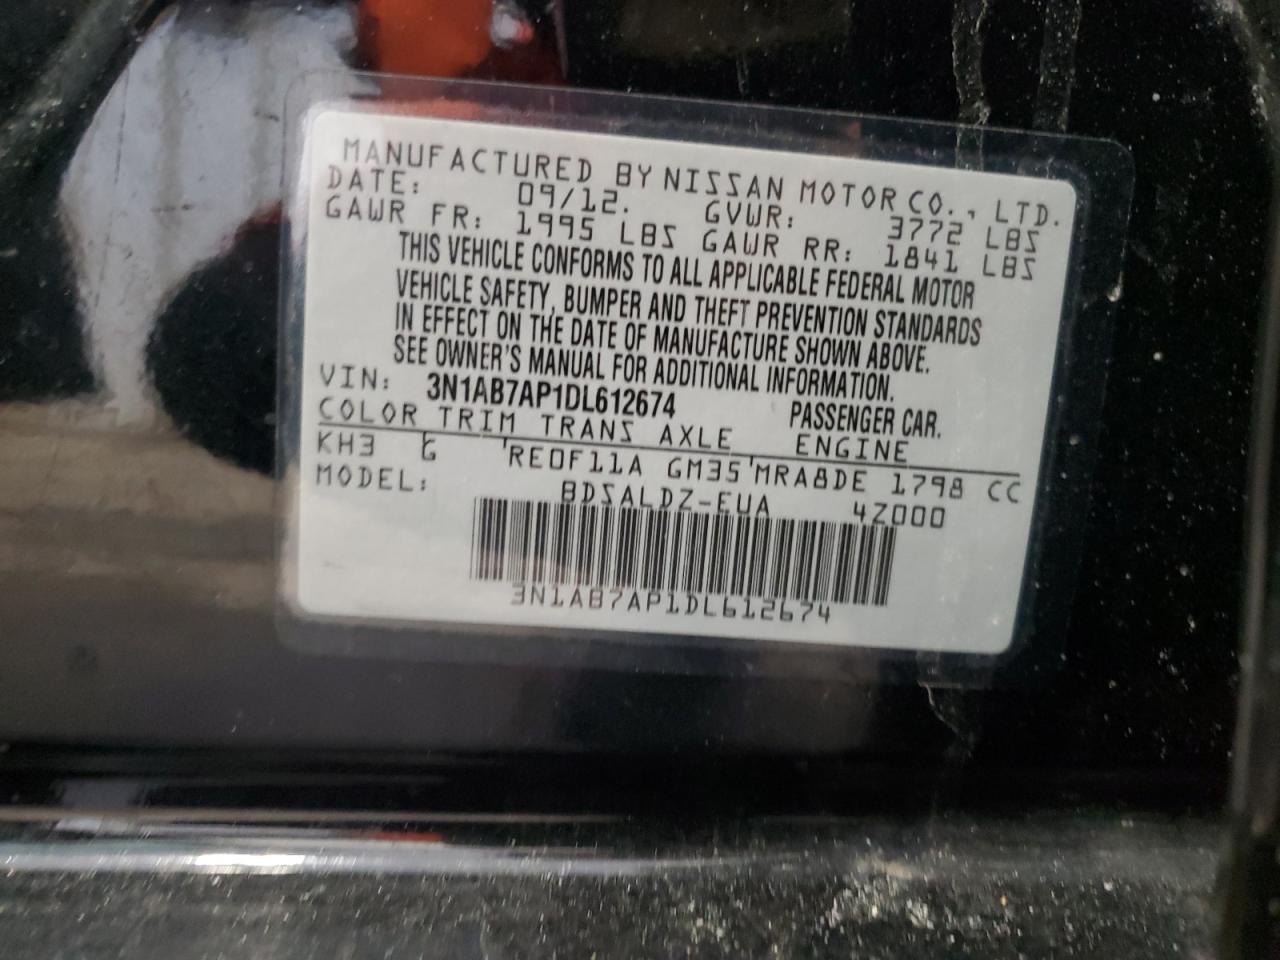 MANUFACTURED BY NISSAN MOTOR CO., LTD.
DATE: 09/12. GVWR: 3772 LBS
GAWR FR: 1995 LBS GAWR RR: 1841 LBS
THIS VEHICLE CONFORMS TO ALL APPLICABLE FEDERAL MOTOR
VEHICLE SAFETY, BUMPER AND THEFT PREVENTION STANDARDS
IN EFFECT ON THE DATE OF MANUFACTURE SHOWN ABOVE.
SEE OWNER'S MANUAL FOR ADDITIONAL INFORMATION.
VIN: 3N1AB7AP1DL612674 PASSENGER CAR.
COLOR TRIM TRANS AXLE ENGINE
KH3 G RE0F11A GM35 MRA8DE 1798 CC
MODEL: BDSALDZ-EUA 4Z000
3N1AB7AP1DL612674